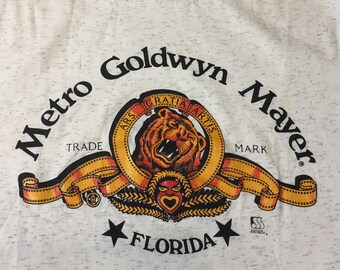 Metro Goldwyn Mayer
ARS GRATIA ARTIS
TRADE MARK
FLORIDA